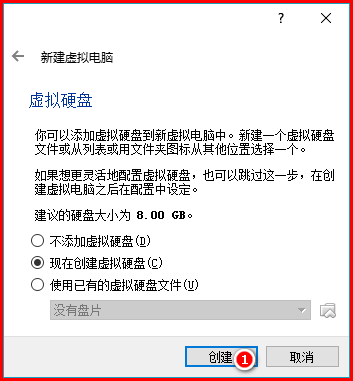 ?
新建虚拟电脑
虚拟硬盘
你可以添加虚拟硬盘到新虚拟电脑中。新建一个虚拟硬盘
文件或从列表或用文件夹图标从其他位置选择一个。
如果想更灵活地配置虚拟硬盘，也可以跳过这一步，在创
建虚拟电脑之后在配置中设定。
建议的硬盘大小为 8.00 GB。
不添加虚拟硬盘(D)
现在创建虚拟硬盘(C)
使用已有的虚拟硬盘文件(U)
没有盘片
创建 1 取消